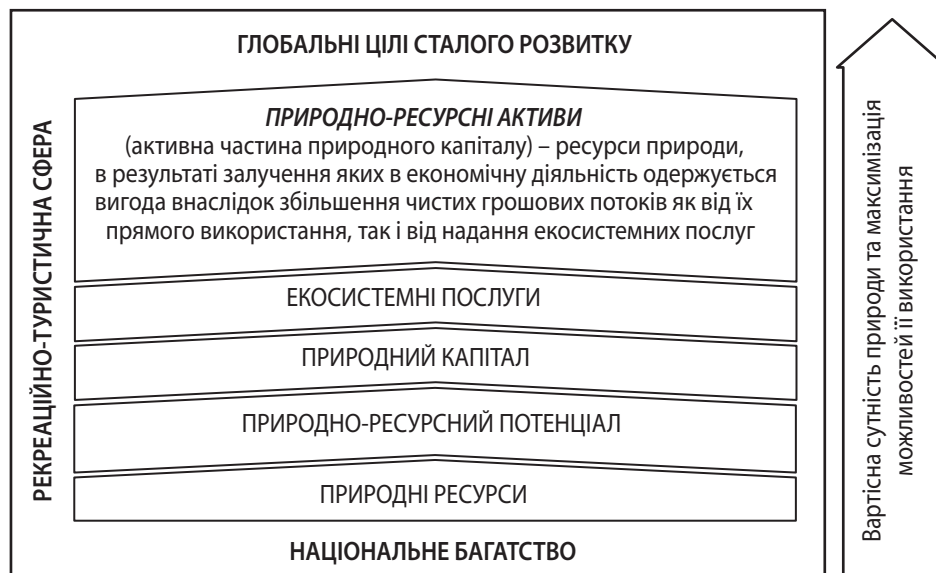 ГЛОБАЛЬНІ ЦІЛІ СТАЛОГО РОЗВИТКУ
РЕКРЕАЦІЙНО-ТУРИСТИЧНА СФЕРА
ПРИРОДНО-РЕСУРСНІ АКТИВИ
(активна частина природного капіталу) – ресурси природи,
в результаті залучення яких в економічну діяльність одержується
вигода внаслідок збільшення чистих грошових потоків як від їх
прямого використання, так і від надання екосистемних послуг
ЕКОСИСТЕМНІ ПОСЛУГИ
ПРИРОДНИЙ КАПІТАЛ
ПРИРОДНО-РЕСУРСНИЙ ПОТЕНЦІАЛ
ПРИРОДНІ РЕСУРСИ
НАЦІОНАЛЬНЕ БАГАТСТВО
Вартісна сутність природи та максимізація
можливостей її використання